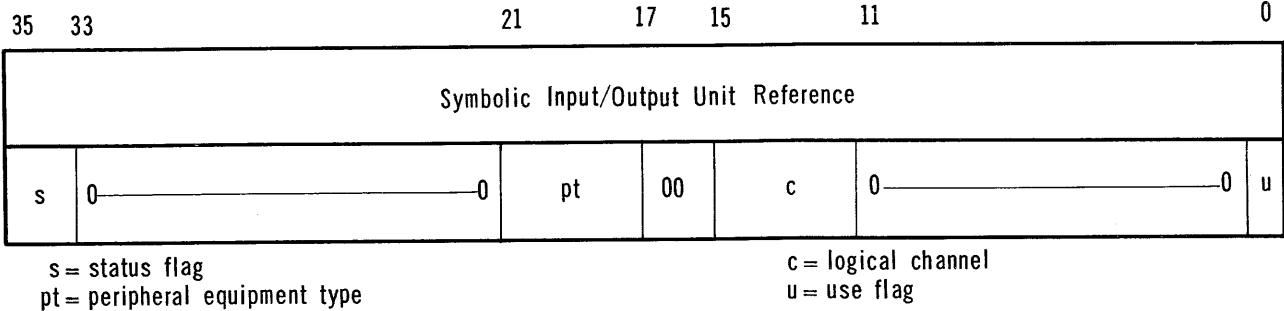 35 33 21 17 15 11 0
Symbolic Input/Output Unit Reference
s 0 0 pt 00 c 0 0 u
s = status flag
pt = peripheral equipment type
c = logical channel
u = use flag